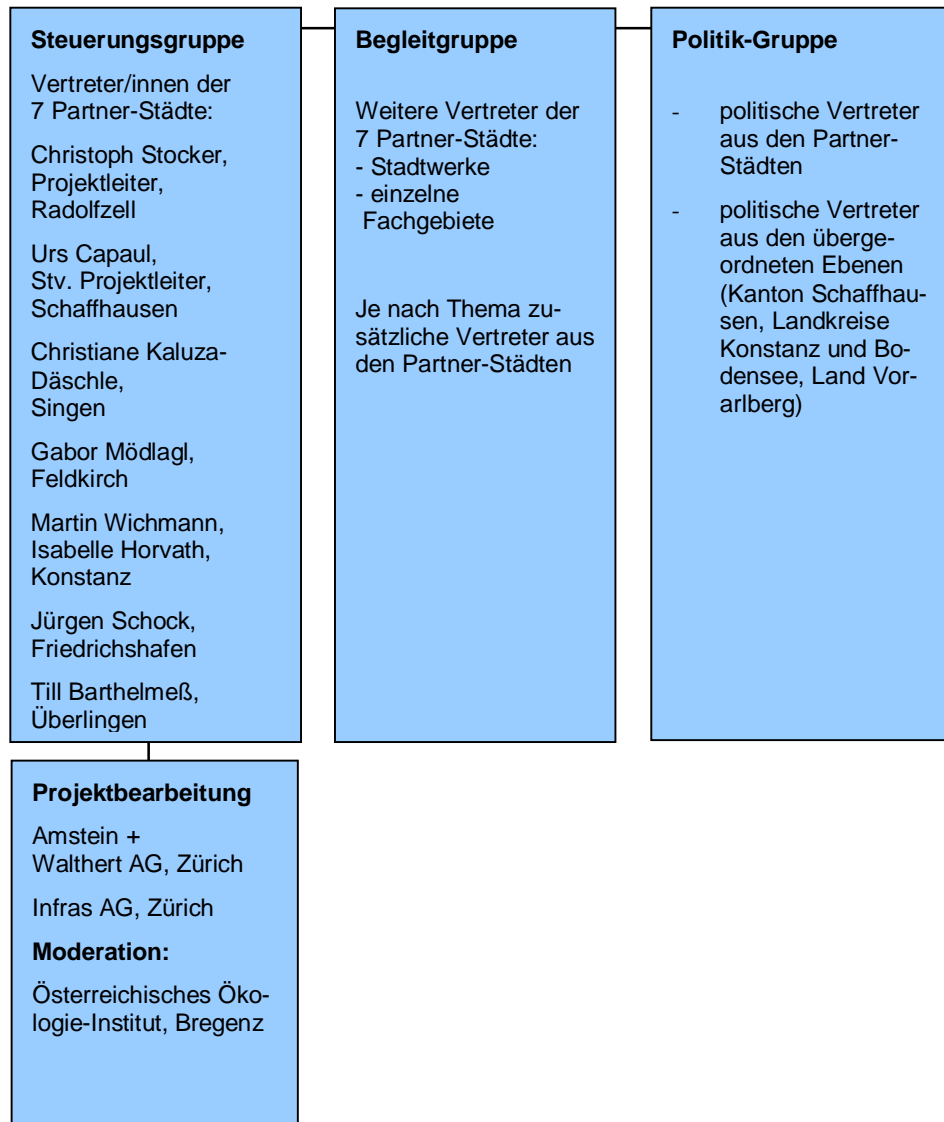 Steuerungsgruppe
Vertreter/innen der
7 Partner-Städte:
Christoph Stocker,
Projektleiter,
Radolfzell
Urs Capaul,
Stv. Projektleiter,
Schaffhausen
Christiane Kaluza-
Däschle,
Singen
Gabor Mödlagl,
Feldkirch
Martin Wichmann,
Isabelle Horvath,
Konstanz
Jürgen Schock,
Friedrichshafen
Till Barthelmeß,
Überlingen
Begleitgruppe
Weitere Vertreter der
7 Partner-Städte:
- Stadtwerke
- einzelne
Fachgebiete
Je nach Thema zu-
sätzliche Vertreter aus
den Partner-Städten
Politik-Gruppe
- politische Vertreter
aus den Partner-
Städten
- politische Vertreter
aus den überge-
ordneten Ebenen
(Kanton Schaffhau-
sen, Landkreise
Konstanz und Bo-
densee, Land Vor-
arlberg)
Projektbearbeitung
Amstein +
Walthert AG, Zürich
Infras AG, Zürich
Moderation:
Österreichisches Öko-
logie-Institut, Bregenz